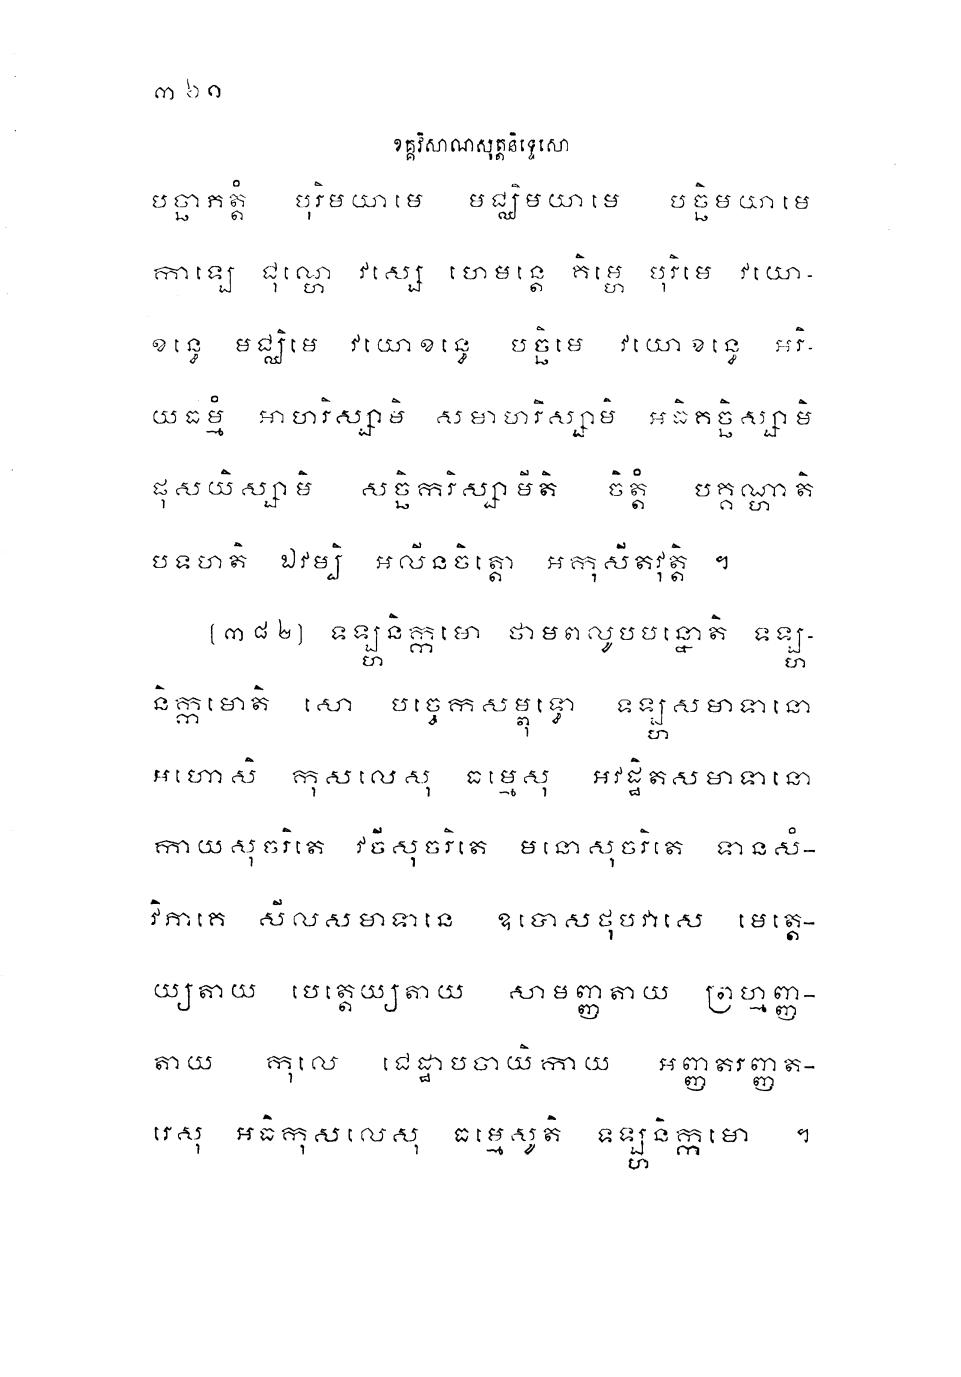 ៣៦១
ខគ្គវិសាណសុត្តនិទ្ទេសោ
បច្ឆាភត្តំ បុរិមយាមេ មជ្ឈិមយាមេ បច្ឆិមយាមេ
កាឡេ ជុណ្ហេ វស្សេ ហេមន្តេ គិម្ហេ បុរិមេ វយោ-
ខន្ធេ មជ្ឈិមេ វយោខន្ធេ បច្ឆិមេ វយោខន្ធេ អរិ-
យធម្មំ អាហរិស្សាមិ សមាហរិស្សាមិ អធិគច្ឆិស្សាមិ
ផុសយិស្សាមិ សច្ឆិករិស្សាមីតិ ចិត្តំ បគ្គណ្ហាតិ
បទហតិ ឯវម្បិ អលីនចិត្តោ អកុសីតវុត្តិ ។
(៣៨២) ទឡ្ហនិក្កមោ ថាមពលូបបន្នោតិ ទឡ្ហ-
និក្កមោតិ សោ បច្ចេកសម្ពុទ្ធោ ទឡ្ហសមាទានោ
អហោសិ កុសលេសុ ធម្មេសុ អវដ្ឋិតសមាទានោ
កាយសុចរិតេ វចីសុចរិតេ មនោសុចរិតេ ទានសំ-
វិភាគេ សីលសមាទានេ ឧបោសថុបវាសេ មេត្តេ-
យ្យតាយ បេត្តេយ្យតាយ សាមញ្ញតាយ ព្រហ្មញ្ញ-
តាយ កុលេ ជេដ្ឋាបចាយិកាយ អញ្ញតរញ្ញត-
រេសុ អធិកុសលេសុ ធម្មេសូតិ ទឡ្ហនិក្កមោ ។